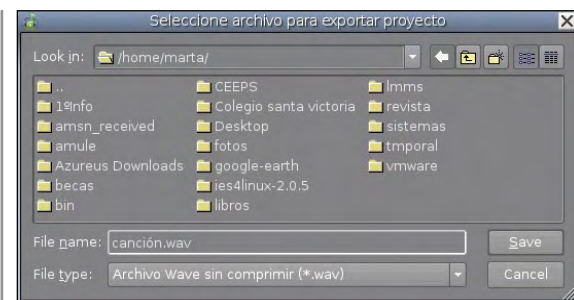 Seleccione archivo para exportar proyecto
Look in: /home/marta/
.. CEEPS lmms
1ºInfo Colegio santa victoria revista
amsn_received Desktop sistemas
amule fotos tmporal
Azureus Downloads google-earth vmware
becas ies4linux-2.0.5
bin libros
File name: canción.wav Save
File type: Archivo Wave sin comprimir (*.wav) Cancel